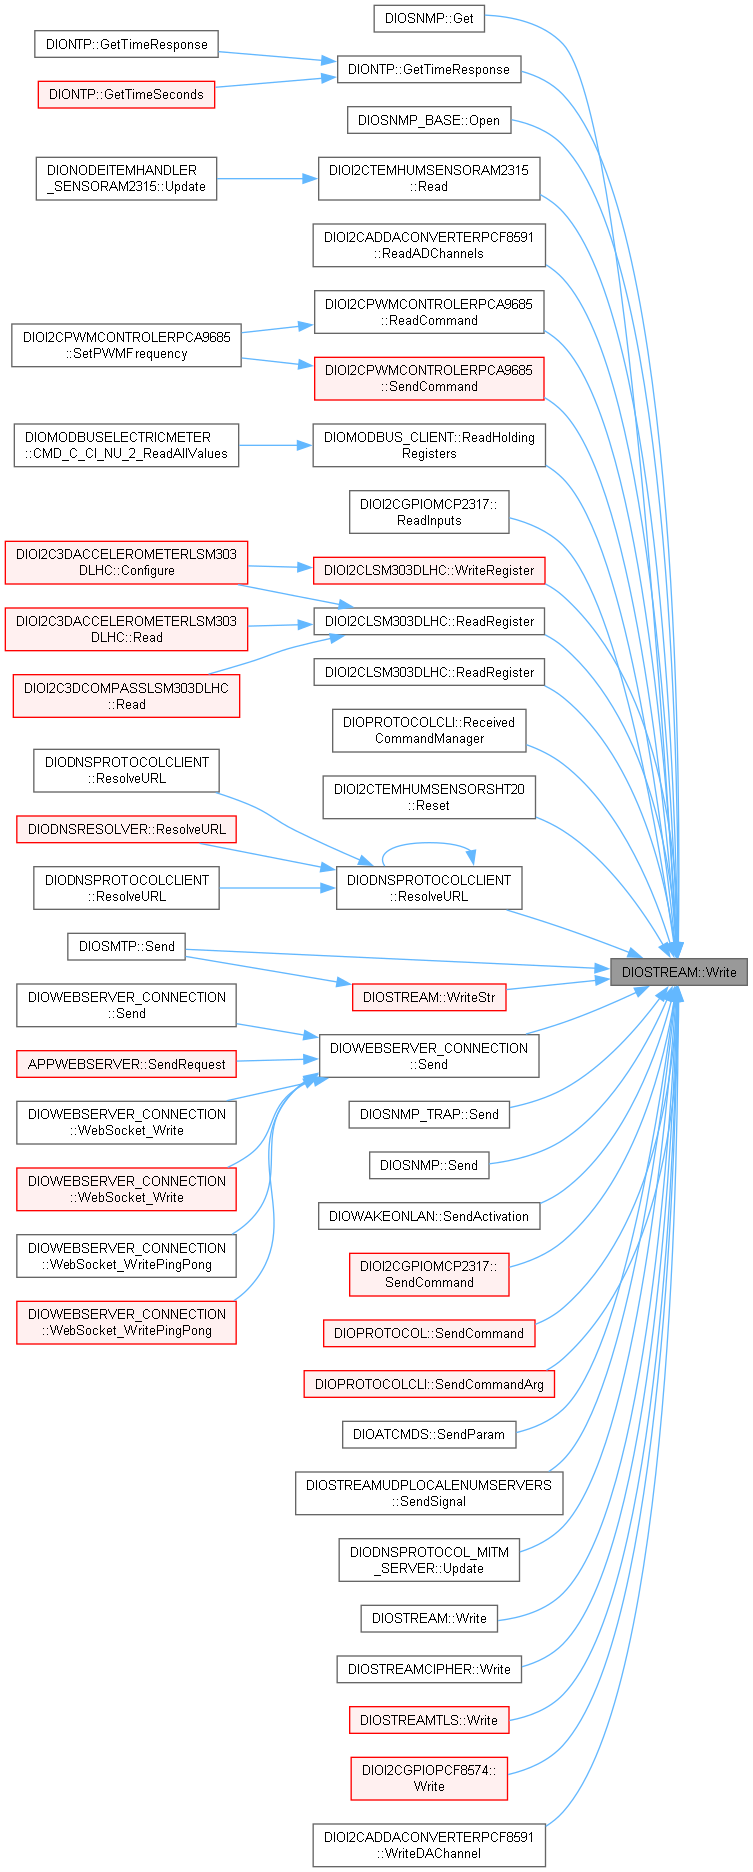 DIOSNMP::Get
DIONTP::GetTimeResponse
DIONTP::GetTimeResponse
DIONTP::GetTimeSeconds
DIOSNMP_BASE::Open
DIONODEITEMHANDLER
_SENSORAM2315::Update
DIOI2CTEMHUMSENSORAM2315
::Read
DIOI2CADDACONVERTERPCF8591
::ReadADChannels
DIOI2CPWMCONTROLERPCA9685
::ReadCommand
DIOI2CPWMCONTROLERPCA9685
::SetPWMFrequency
DIOI2CPWMCONTROLERPCA9685
::SendCommand
DIOMODBUSELECTRICMETER
::CMD_C_CI_NU_2_ReadAllValues
DIOMODBUS_CLIENT::ReadHolding
Registers
DIOI2CGPIOMCP2317::
ReadInputs
DIOI2C3DACCELEROMETERLSM303
DLHC::Configure
DIOI2CLSM303DLHC::WriteRegister
DIOI2C3DACCELEROMETERLSM303
DLHC::Read
DIOI2CLSM303DLHC::ReadRegister
DIOI2C3DCOMPASSLSM303DLHC
::Read
DIOI2CLSM303DLHC::ReadRegister
DIOPROTOCOLCLI::Received
CommandManager
DIODNSPROTOCOLCLIENT
::ResolveURL
DIOI2CTEMHUMSENSORSHT20
::Reset
DIODNSRESOLVER::ResolveURL
DIODNSPROTOCOLCLIENT
::ResolveURL
DIODNSPROTOCOLCLIENT
::ResolveURL
DIOSMTP::Send
DIOSTREAM::Write
DIOSTREAM::WriteStr
DIOWEBSERVER_CONNECTION
::Send
DIOWEBSERVER_CONNECTION
::Send
APPWEBSERVER::SendRequest
DIOWEBSERVER_CONNECTION
::WebSocket_Write
DIOSNMP_TRAP::Send
DIOSNMP::Send
DIOWEBSERVER_CONNECTION
::WebSocket_Write
DIOWAKEONLAN::SendActivation
DIOWEBSERVER_CONNECTION
::WebSocket_WritePingPong
DIOI2CGPIOMCP2317::
SendCommand
DIOWEBSERVER_CONNECTION
::WebSocket_WritePingPong
DIOPROTOCOL::SendCommand
DIOPROTOCOLCLI::SendCommandArg
DIOATCMDS::SendParam
DIOSTREAMUDPLOCALENUMSERVERS
::SendSignal
DIODNSPROTOCOL_MITM
_SERVER::Update
DIOSTREAM::Write
DIOSTREAMCIPHER::Write
DIOSTREAMTLS::Write
DIOI2CGPIOPCF8574::
Write
DIOI2CADDACONVERTERPCF8591
::WriteDAChannel